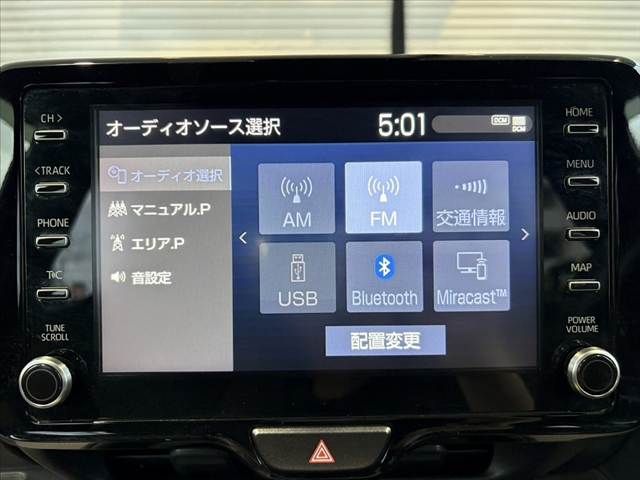 CH >
<TRACK
PHONE
T×C
TUNE
SCROLL
オーディオソース選択
5:01
DCM
DCM
オーディオ選択
マニュアル.P
エリア.P
音設定
AM
FM
交通情報
USB
Bluetooth
Miracast™
配置変更
HOME
MENU
AUDIO
MAP
POWER
VOLUME